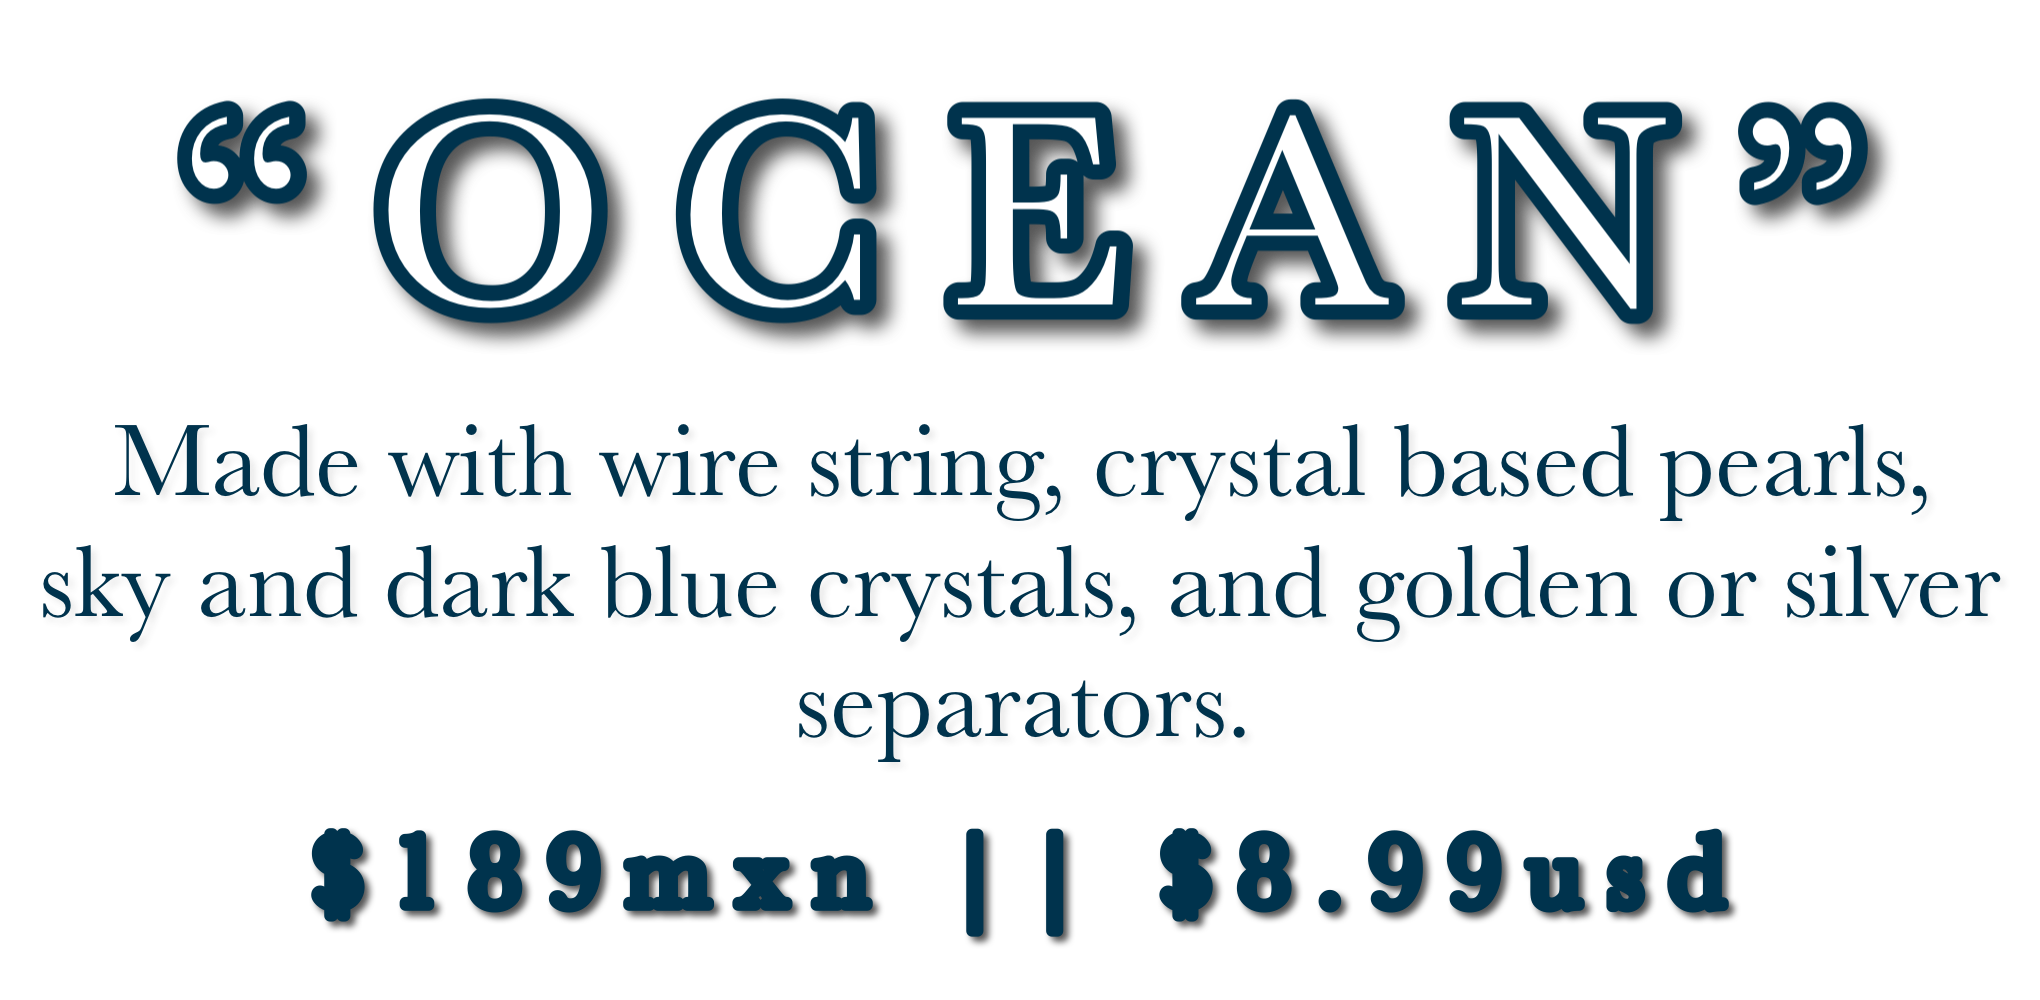 “OCEAN”
Made with wire string, crystal based pearls,
sky and dark blue crystals, and golden or silver
separators.
$189mxn || $8.99usd